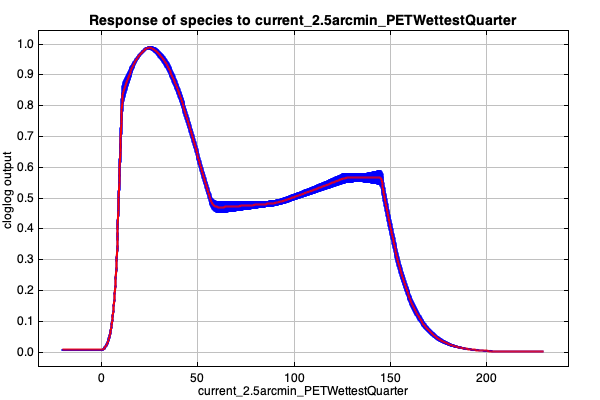 Response of species to current_2.5arcmin_PETWettestQuarter
cloglog output
1.0
0.9
0.8
0.7
0.6
0.5
0.4
0.3
0.2
0.1
0.0
0 50 100 150 200
current_2.5arcmin_PETWettestQuarter